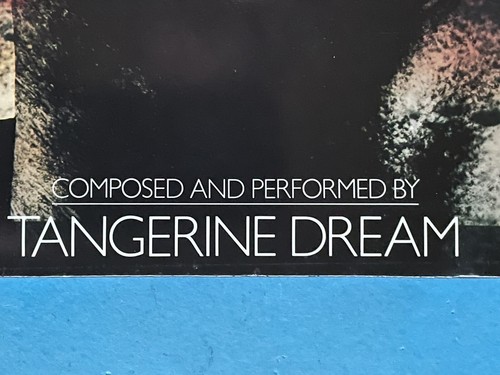 COMPOSED AND PERFORMED BY
TANGERINE DREAM